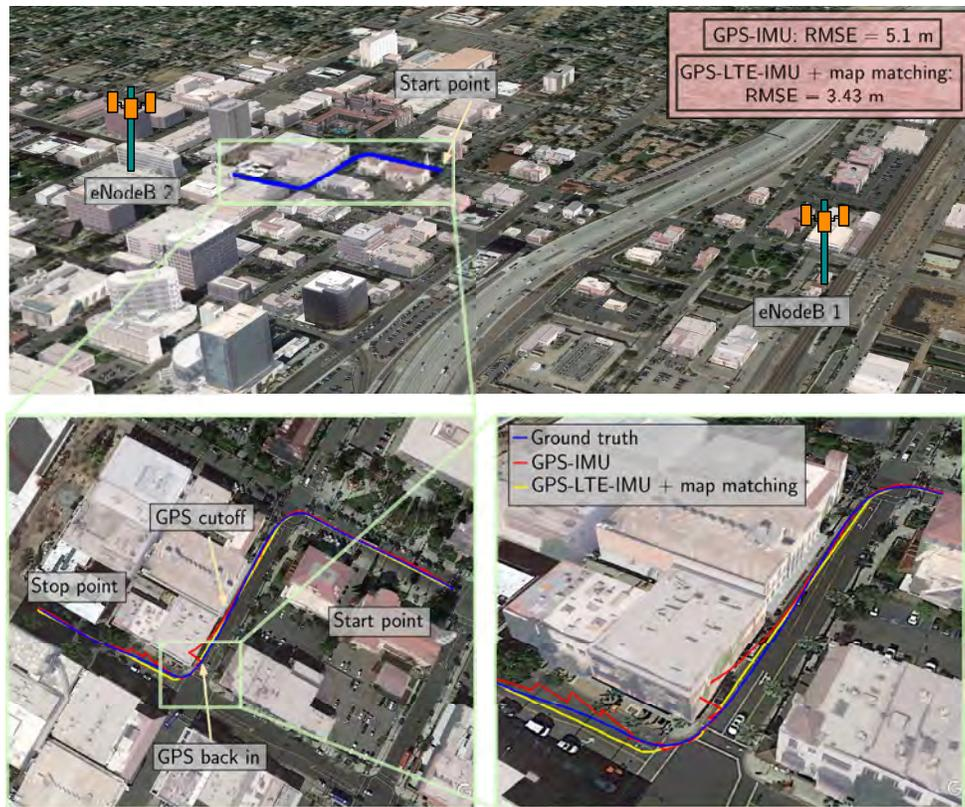 GPS-IMU: RMSE = 5.1 m
GPS-LTE-IMU + map matching:
RMSE = 3.43 m
Start point
eNodeB 2
eNodeB 1
Ground truth
GPS-IMU
GPS-LTE-IMU + map matching
GPS cutoff
Stop point
Start point
GPS back in
G
G